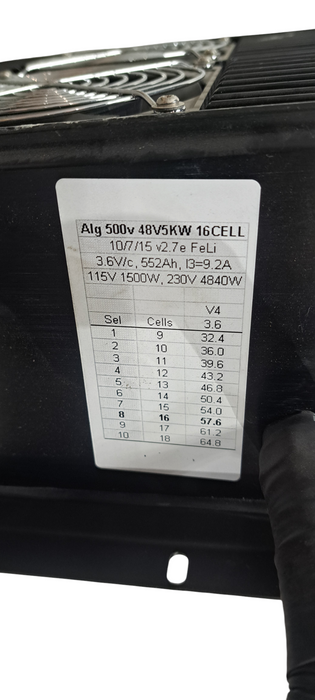 Alg 500v 48V5KW 16CELL
10/7/15 v2.7e FeLi
3.6V/c, 552Ah, I3=9.2A
115V 1500W, 230V 4840W
V4
Sel Cells 3.6
1 9 32.4
2 10 36.0
3 11 39.6
4 12 43.2
5 13 46.8
6 14 50.4
7 15 54.0
8 16 57.6
9 17 61.2
10 18 64.8